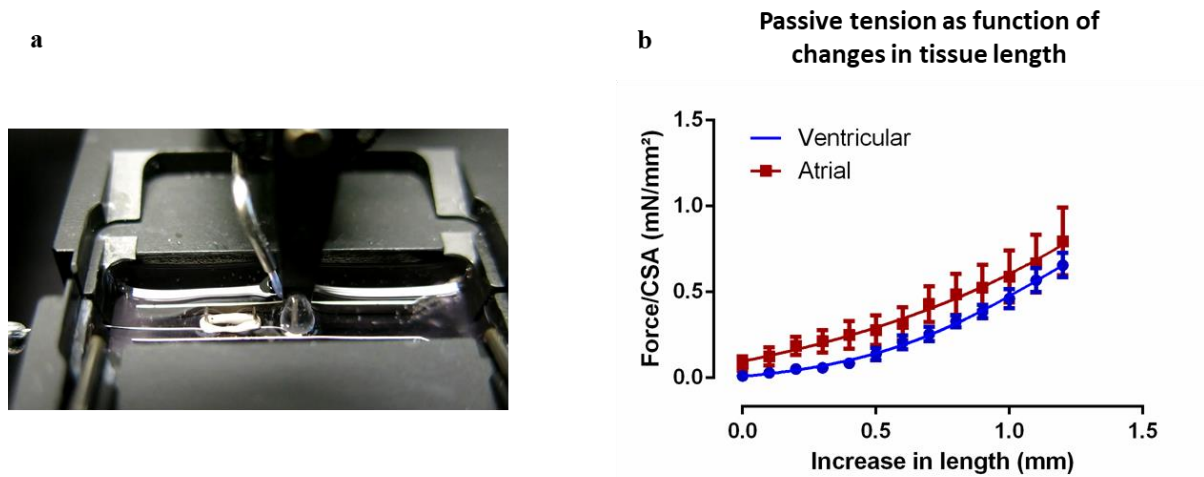 a
b
Passive tension as function of
changes in tissue length
Force/CSA (mN/mm²)
1.5
1.0
0.5
0.0
Ventricular
Atrial
0.0
0.5
1.0
1.5
Increase in length (mm)